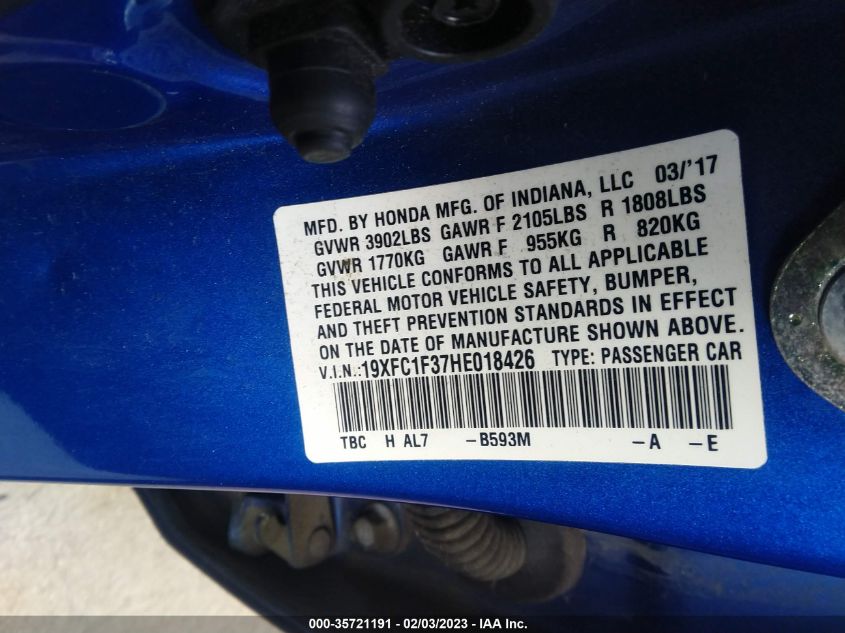 MFD. BY HONDA MFG. OF INDIANA, LLC 03/'17
GVWR 3902LBS GAWR F 2105LBS R 1808LBS
GVWR 1770KG GAWR F 955KG R 820KG
THIS VEHICLE CONFORMS TO ALL APPLICABLE
FEDERAL MOTOR VEHICLE SAFETY, BUMPER,
AND THEFT PREVENTION STANDARDS IN EFFECT
ON THE DATE OF MANUFACTURE SHOWN ABOVE.
V.I.N.:19XFC1F37HE018426 TYPE: PASSENGER CAR
TBC H AL7 -B593M -A -E
000-35721191 - 02/03/2023 - IAA Inc.